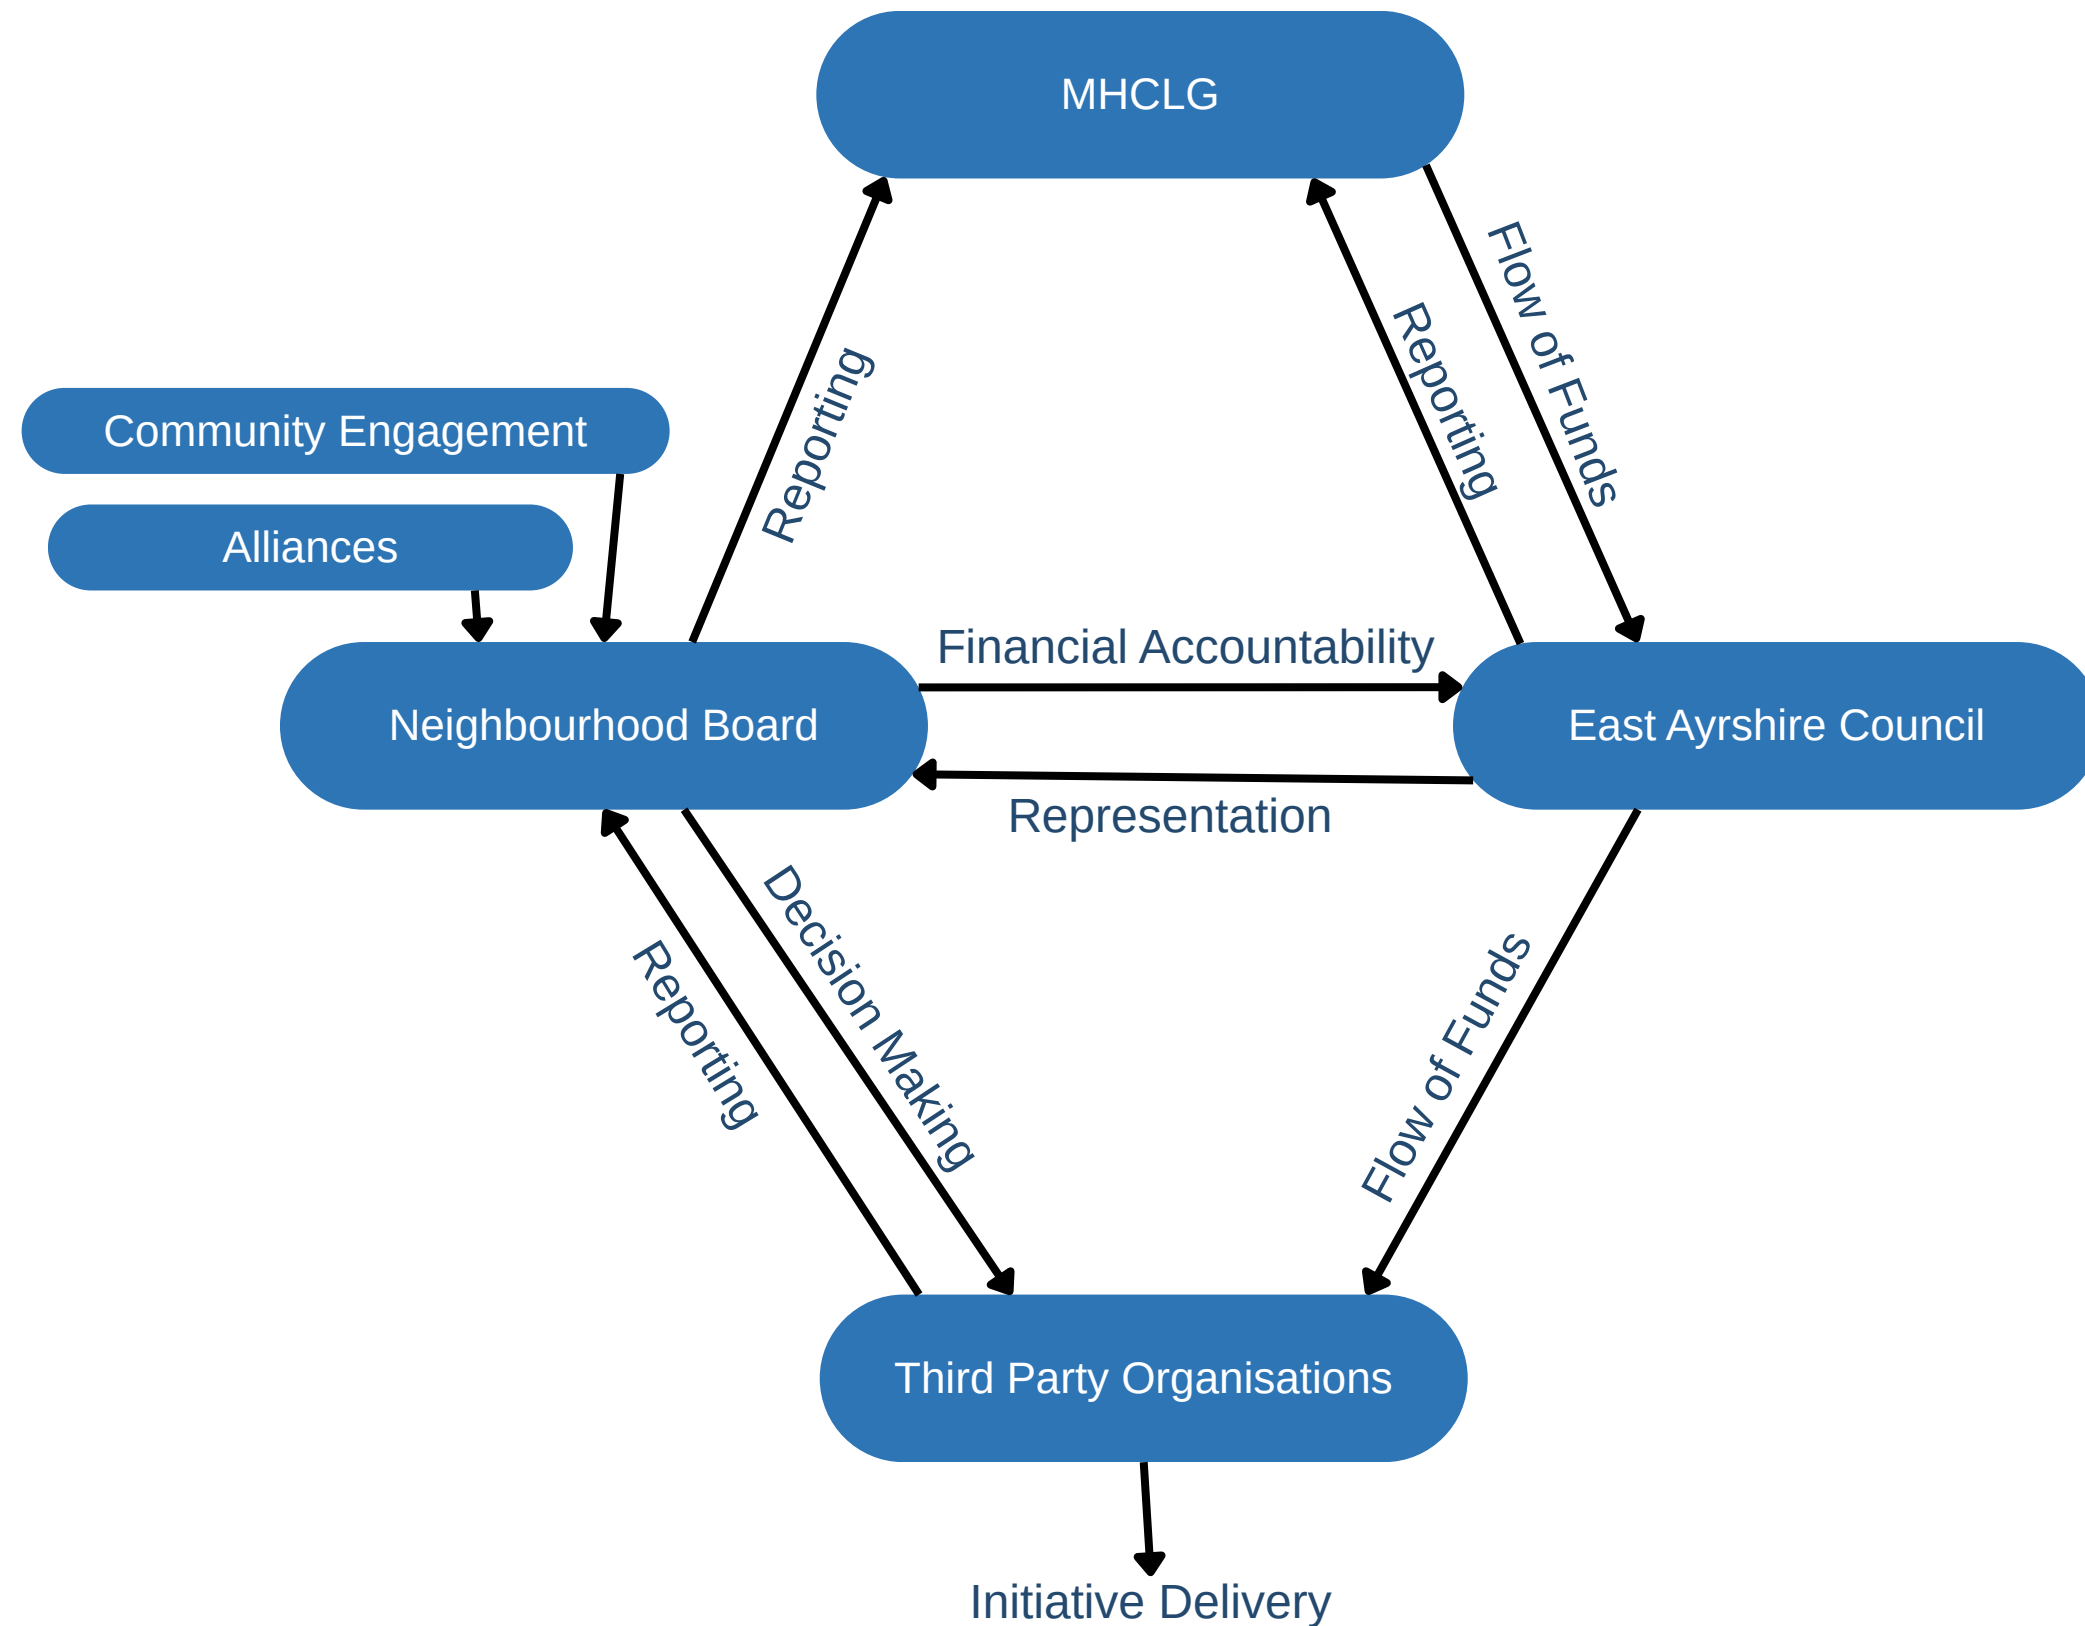 MHCLG
Flow of Funds
Reporting
Reporting
Community Engagement
Alliances
Financial Accountability
Neighbourhood Board
East Ayrshire Council
Representation
Decision Making
Reporting
Flow of Funds
Third Party Organisations
Initiative Delivery